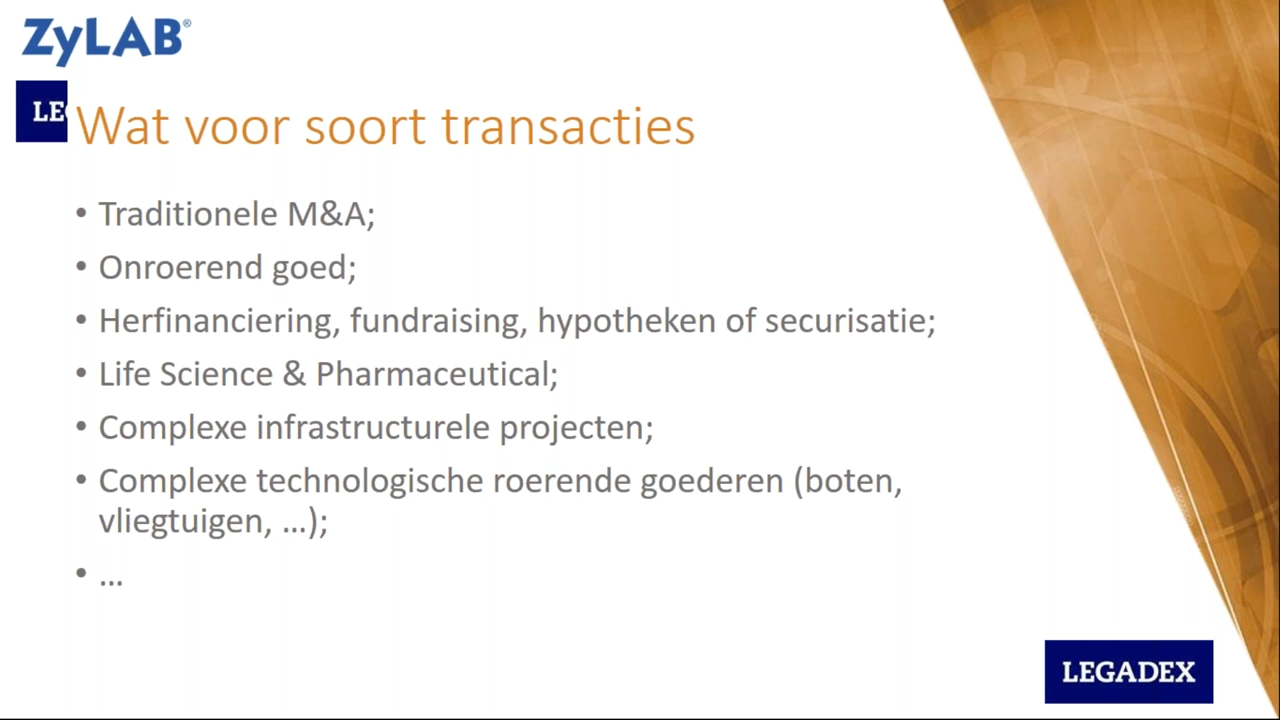 ZyLAB®
LE
Wat voor soort transacties
• Traditionele M&A;
• Onroerend goed;
• Herfinanciering, fundraising, hypotheken of securisatie;
• Life Science & Pharmaceutical;
• Complexe infrastructurele projecten;
• Complexe technologische roerende goederen (boten,
vliegtuigen, ...);
• ...
LEGADEX